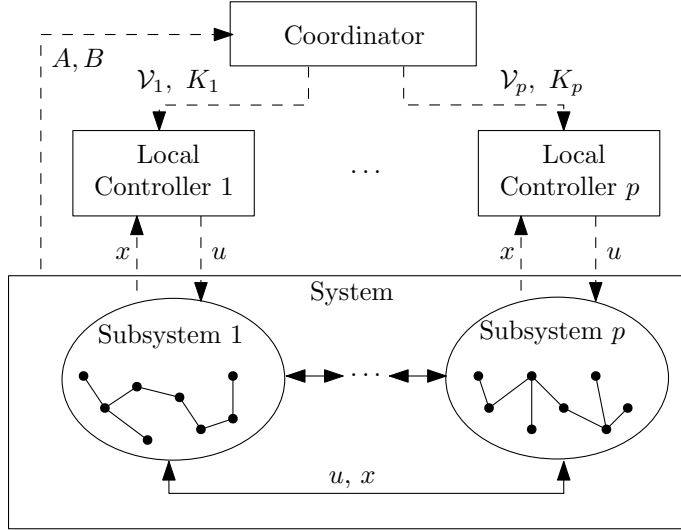 Coordinator
A, B
𝒱₁, K₁
𝒱ₚ, Kₚ
Local
Controller 1
...
Local
Controller p
x
u
x
u
System
Subsystem 1
Subsystem p
...
u, x